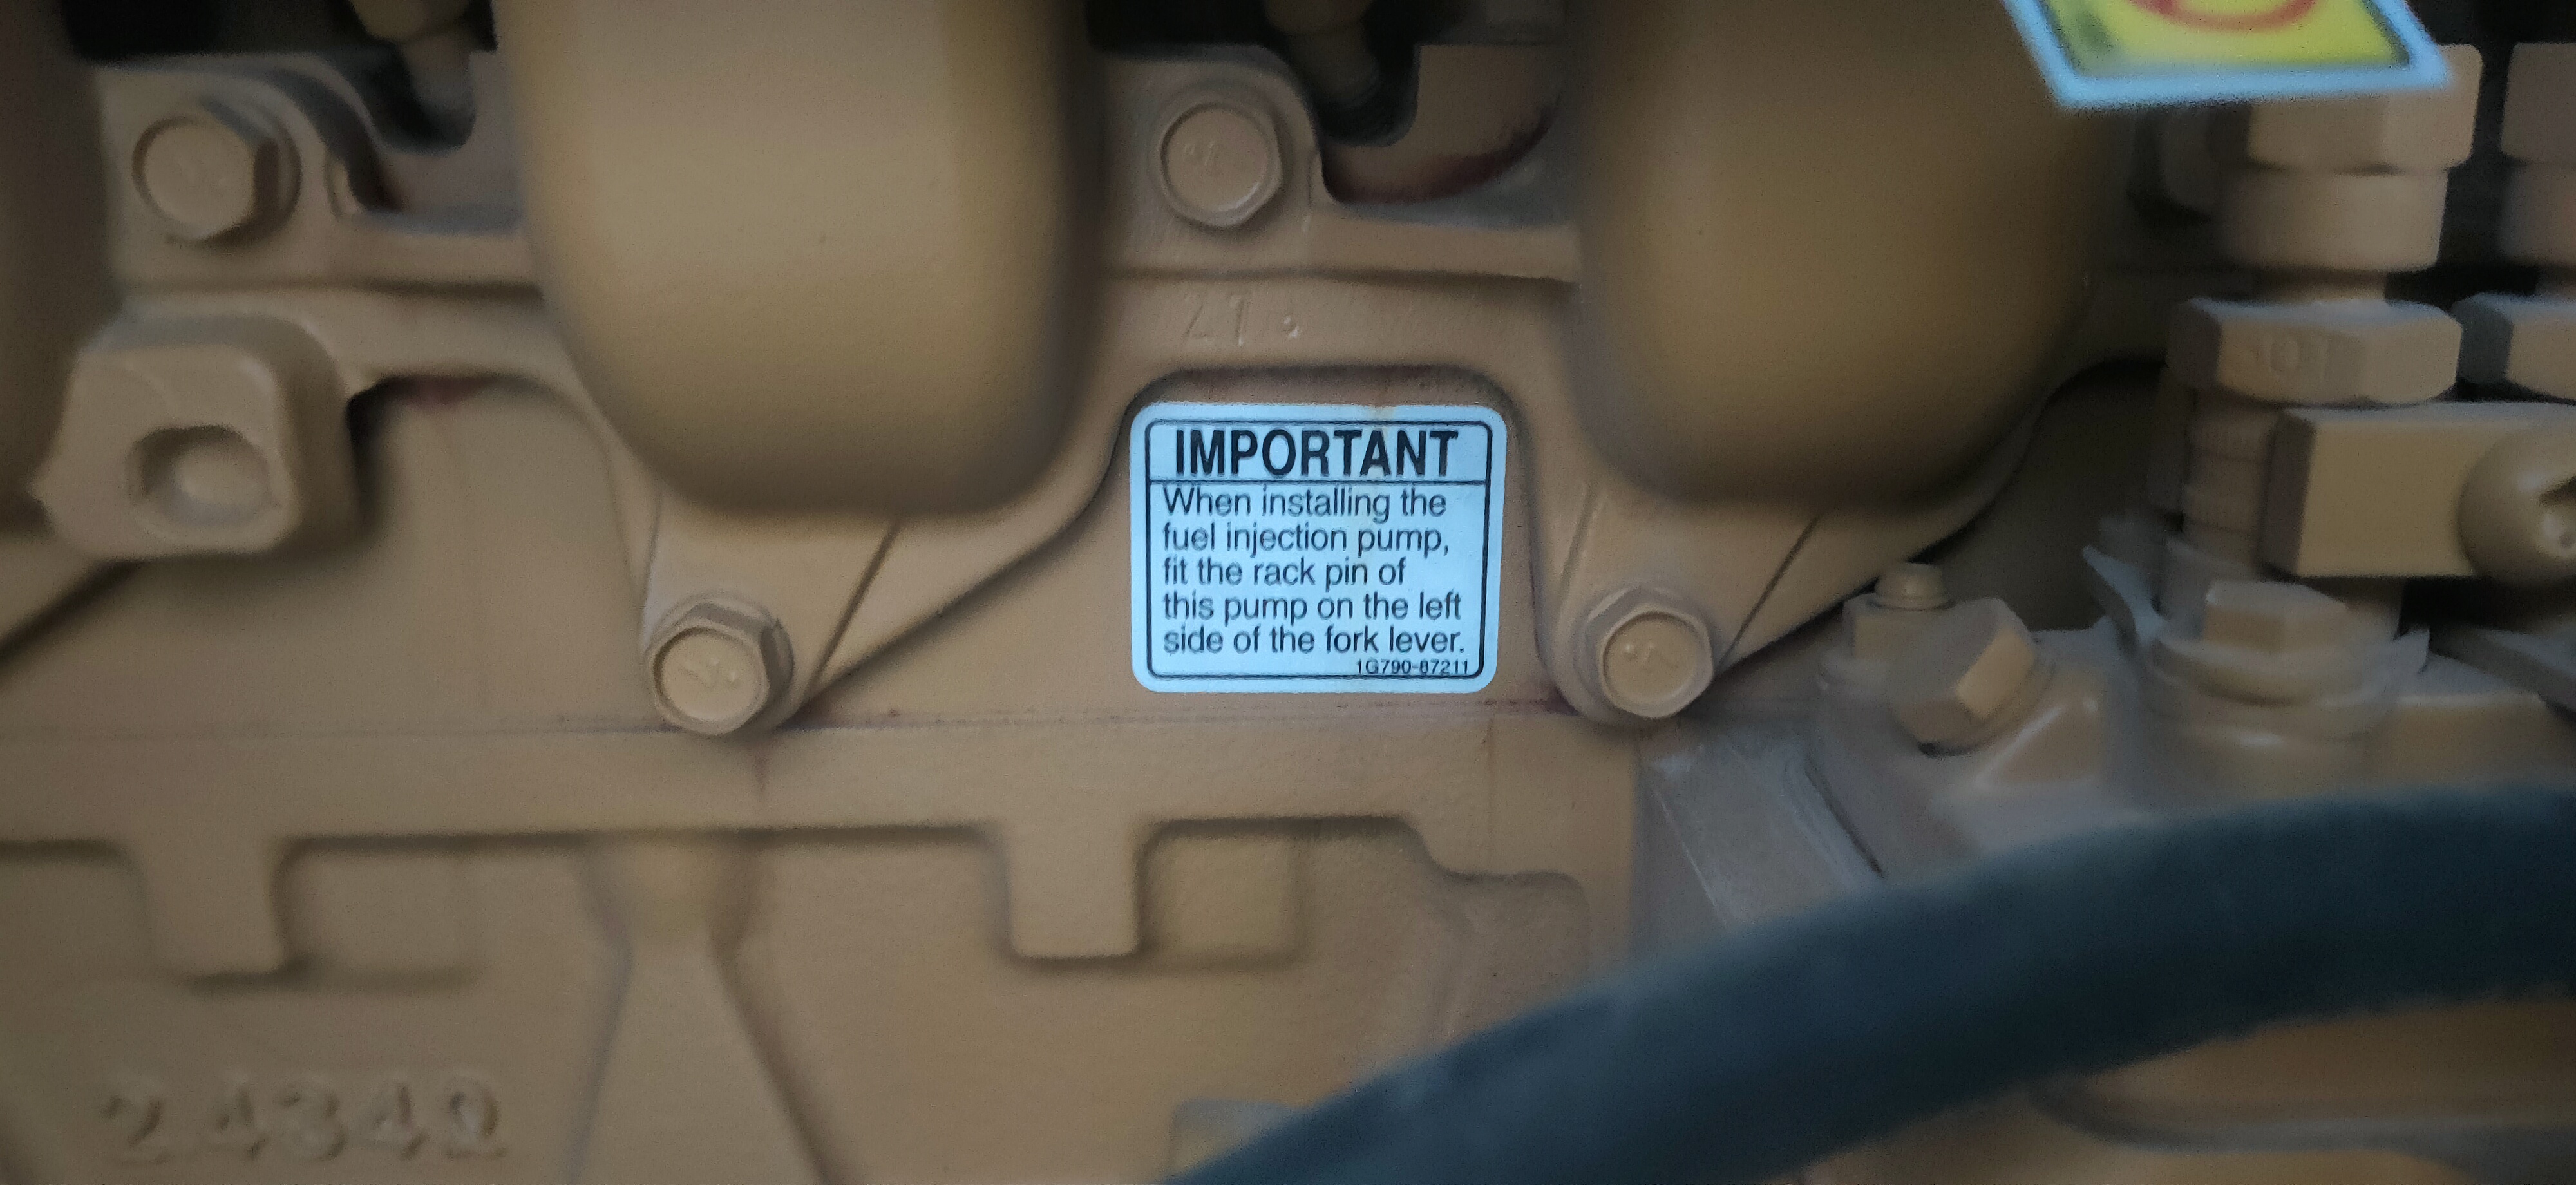 27
IMPORTANT
When installing the
fuel injection pump,
fit the rack pin of
this pump on the left
side of the fork lever.
1G790-87211